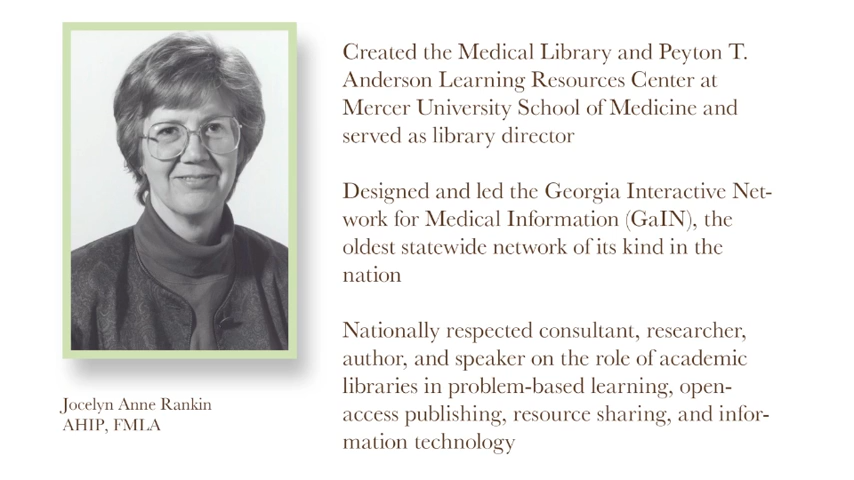 Created the Medical Library and Peyton T.
Anderson Learning Resources Center at
Mercer University School of Medicine and
served as library director
Designed and led the Georgia Interactive Net-
work for Medical Information (GaIN), the
oldest statewide network of its kind in the
nation
Nationally respected consultant, researcher,
author, and speaker on the role of academic
libraries in problem-based learning, open-
access publishing, resource sharing, and infor-
mation technology
Jocelyn Anne Rankin
AHIP, FMLA